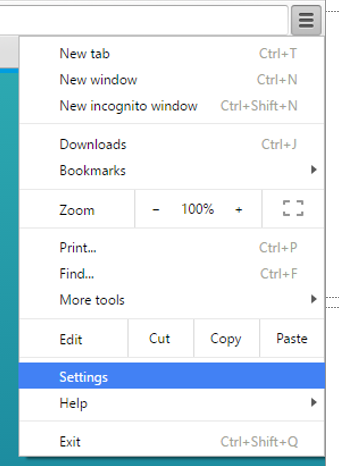 New tab Ctrl+T
New window Ctrl+N
New incognito window Ctrl+Shift+N
Downloads Ctrl+J
Bookmarks
Zoom − 100% +
Print... Ctrl+P
Find... Ctrl+F
More tools
Edit Cut Copy Paste
Settings
Help
Exit Ctrl+Shift+Q